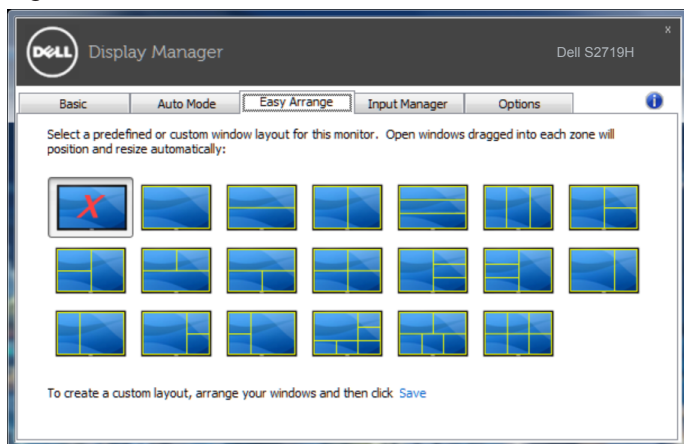 x
DELL Display Manager Dell S2719H
Basic Auto Mode Easy Arrange Input Manager Options
Select a predefined or custom window layout for this monitor. Open windows dragged into each zone will
position and resize automatically:
X
To create a custom layout, arrange your windows and then click Save